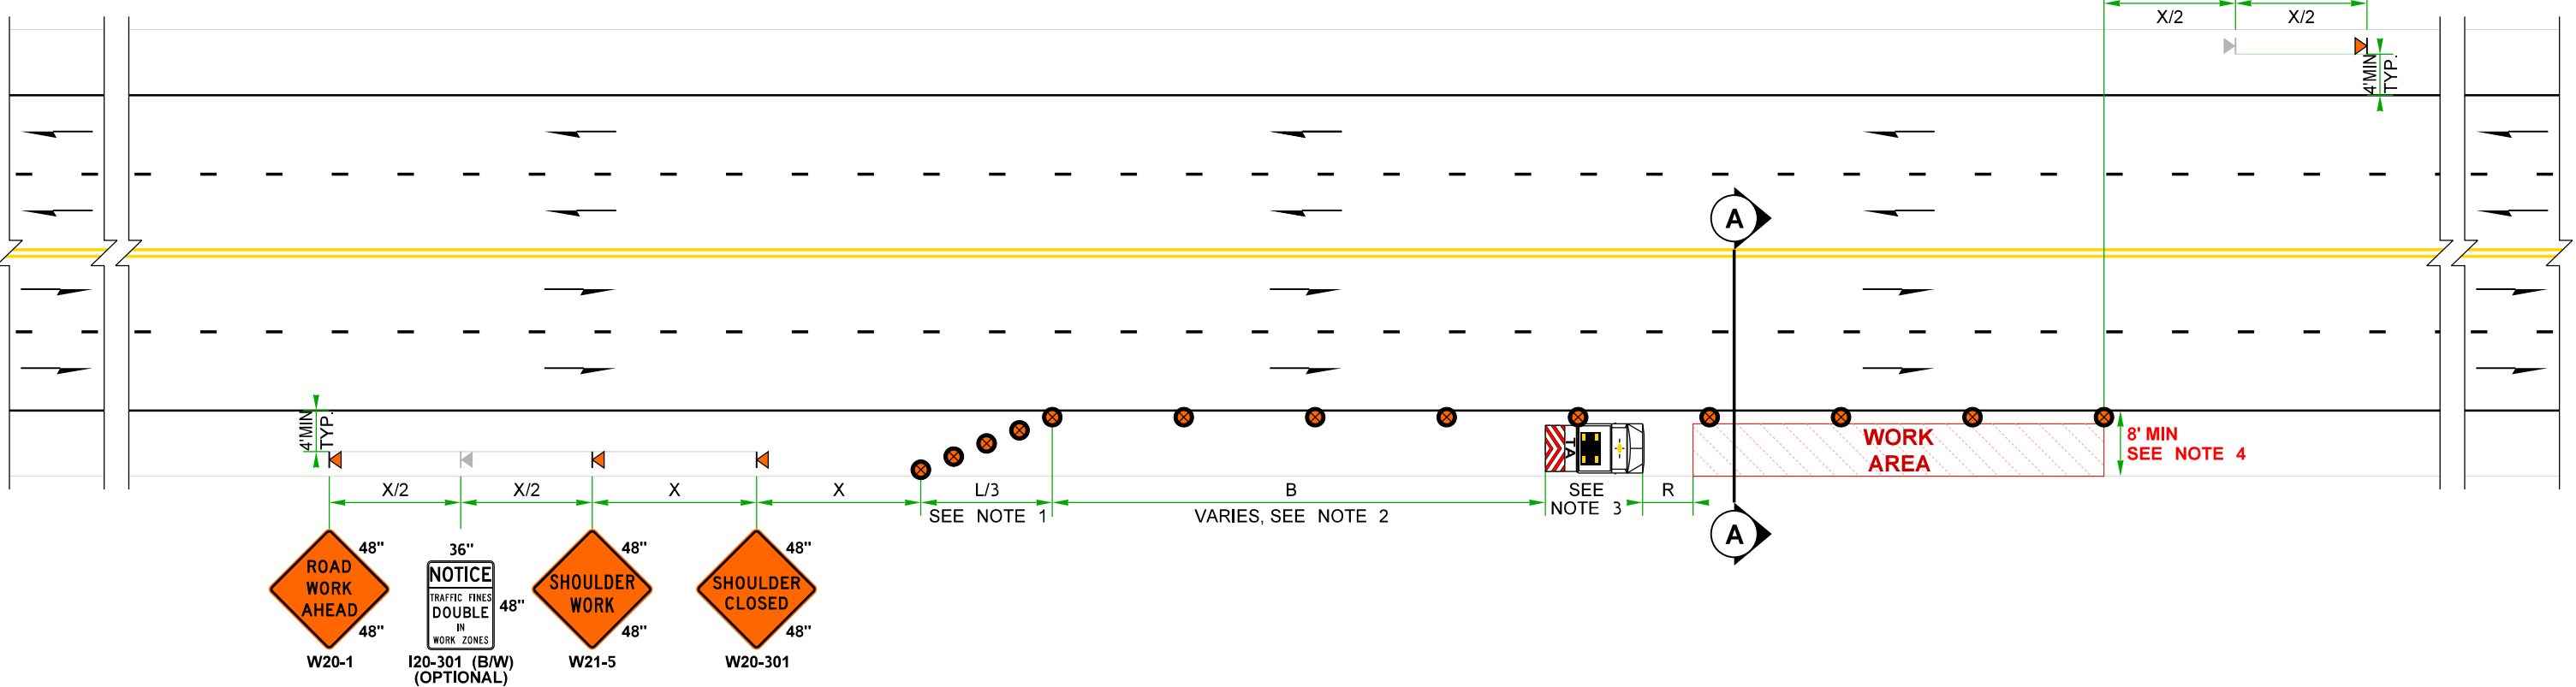 X/2
X/2
4'MIN
TYP.
A
4'MIN
TYP.
WORK
AREA
8' MIN
SEE NOTE 4
TA
X/2
X/2
X
X
L/3
SEE NOTE 1
B
VARIES, SEE NOTE 2
SEE
NOTE 3
R
A
ROAD
WORK
AHEAD
48"
48"
W20-1
36"
NOTICE
TRAFFIC FINES
DOUBLE
IN
WORK ZONES
48"
I20-301 (B/W)
(OPTIONAL)
SHOULDER
WORK
48"
48"
W21-5
SHOULDER
CLOSED
48"
48"
W20-301